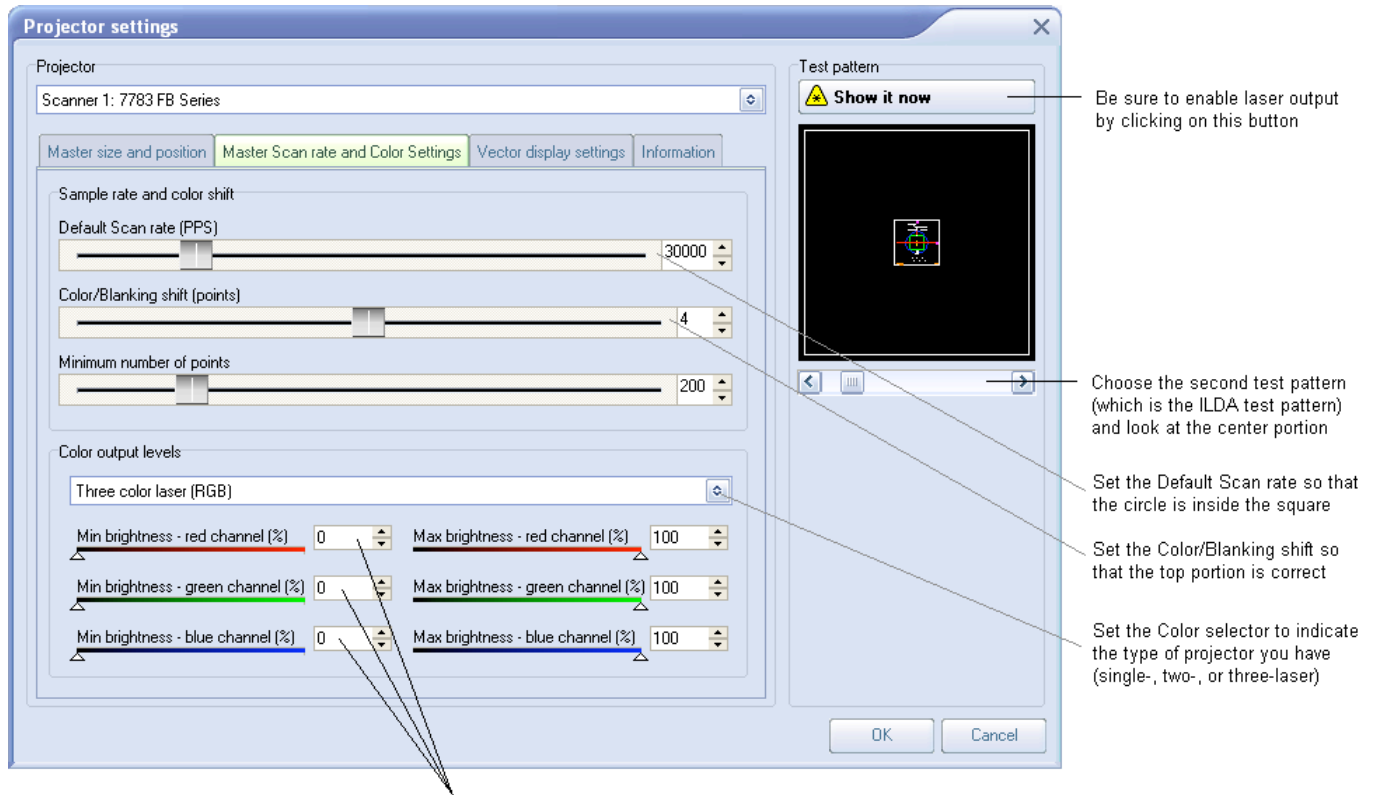 Projector settings
Projector
Scanner 1: 7783 FB Series
Master size and position
Master Scan rate and Color Settings
Vector display settings
Information
Sample rate and color shift
Default Scan rate (PPS)
30000
Color/Blanking shift (points)
4
Minimum number of points
200
Color output levels
Three color laser (RGB)
Min brightness - red channel (%)
0
Max brightness - red channel (%)
100
Min brightness - green channel (%)
0
Max brightness - green channel (%)
100
Min brightness - blue channel (%)
0
Max brightness - blue channel (%)
100
Test pattern
Show it now
OK
Cancel
Be sure to enable laser output
by clicking on this button
Choose the second test pattern
(which is the ILDA test pattern)
and look at the center portion
Set the Default Scan rate so that
the circle is inside the square
Set the Color/Blanking shift so
that the top portion is correct
Set the Color selector to indicate
the type of projector you have
(single-, two-, or three-laser)